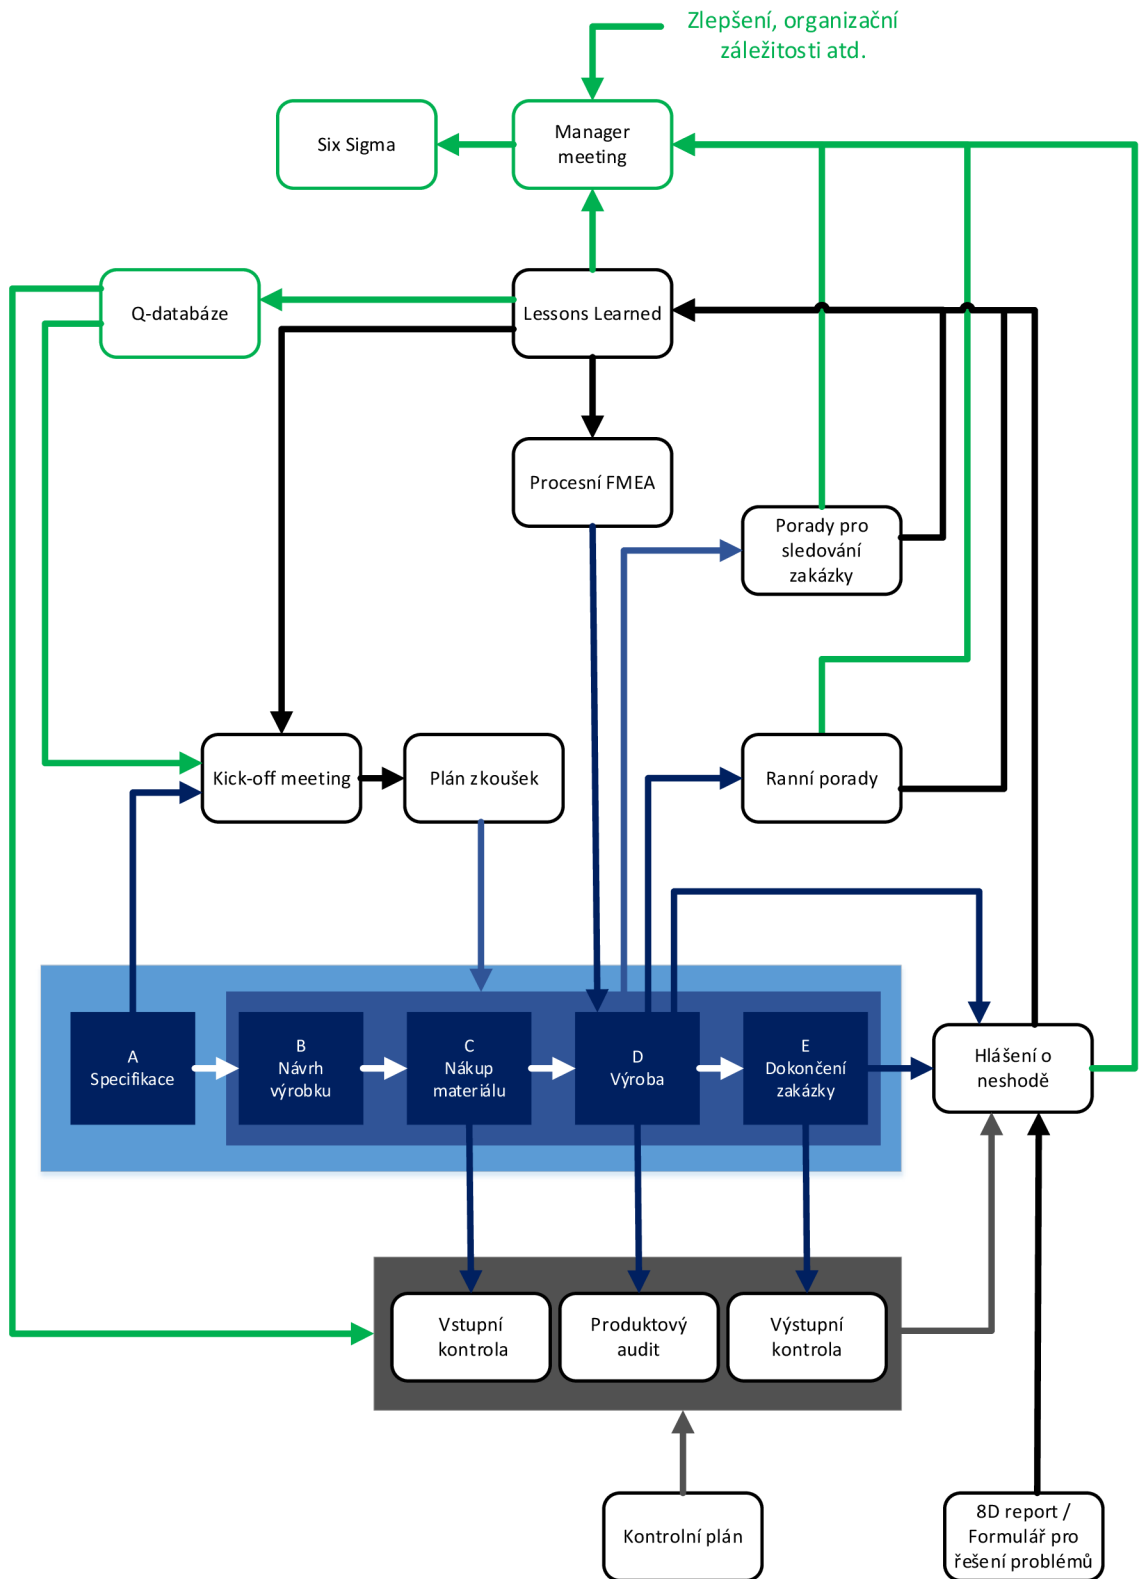 Zlepšení, organizační
záležitosti atd.
Six Sigma
Manager
meeting
Q-databáze
Lessons Learned
Procesní FMEA
Porady pro
sledování
zakázky
Kick-off meeting
Plán zkoušek
Ranní porady
A
Specifikace
B
Návrh
výrobku
C
Nákup
materiálu
D
Výroba
E
Dokončení
zakázky
Hlášení o
neshodě
Vstupní
kontrola
Produktový
audit
Výstupní
kontrola
Kontrolní plán
8D report /
Formulář pro
řešení problémů